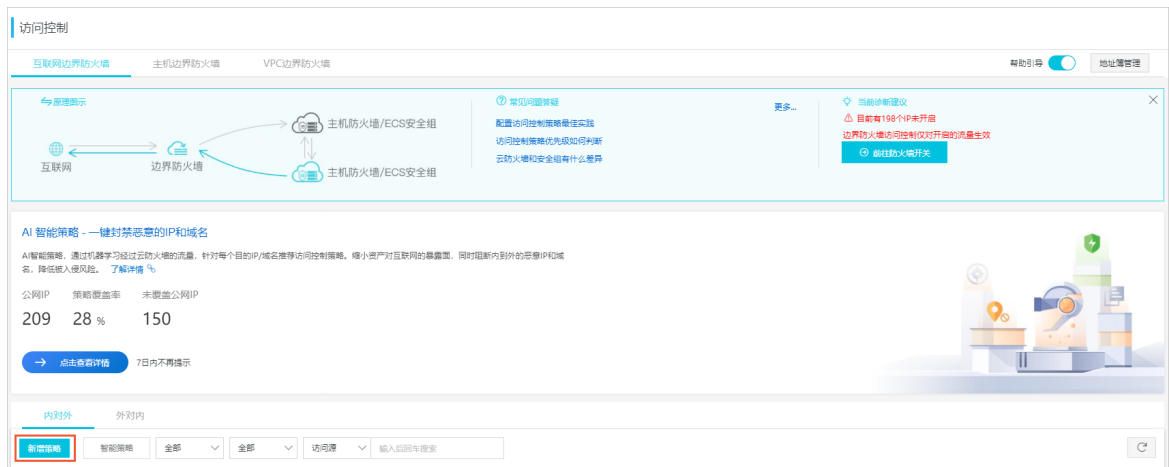 访问控制
互联网边界防火墙 主机边界防火墙 VPC边界防火墙 帮助引导 地址簿管理
原理图示
主机防火墙/ECS安全组
互联网
边界防火墙
主机防火墙/ECS安全组
常见问题答疑 更多...
配置访问控制策略最佳实践
访问控制策略优先级如何判断
云防火墙和安全组有什么差异
当前诊断建议
目前有198个IP未开启
边界防火墙访问控制仅对开启的流量生效
前往防火墙开关
AI 智能策略 - 一键封禁恶意的IP和域名
AI智能策略，通过机器学习经过云防火墙的流量，针对每个目的IP/域名推荐访问控制策略。缩小资产对互联网的暴露面，同时阻断内到外的恶意IP和域
名，降低被入侵风险。 了解详情
公网IP 策略覆盖率 未覆盖公网IP
209 28 % 150
点击查看详情 7日内不再提示
内对外 外对内
新增策略 智能策略 全部 全部 访问源 输入后回车搜索